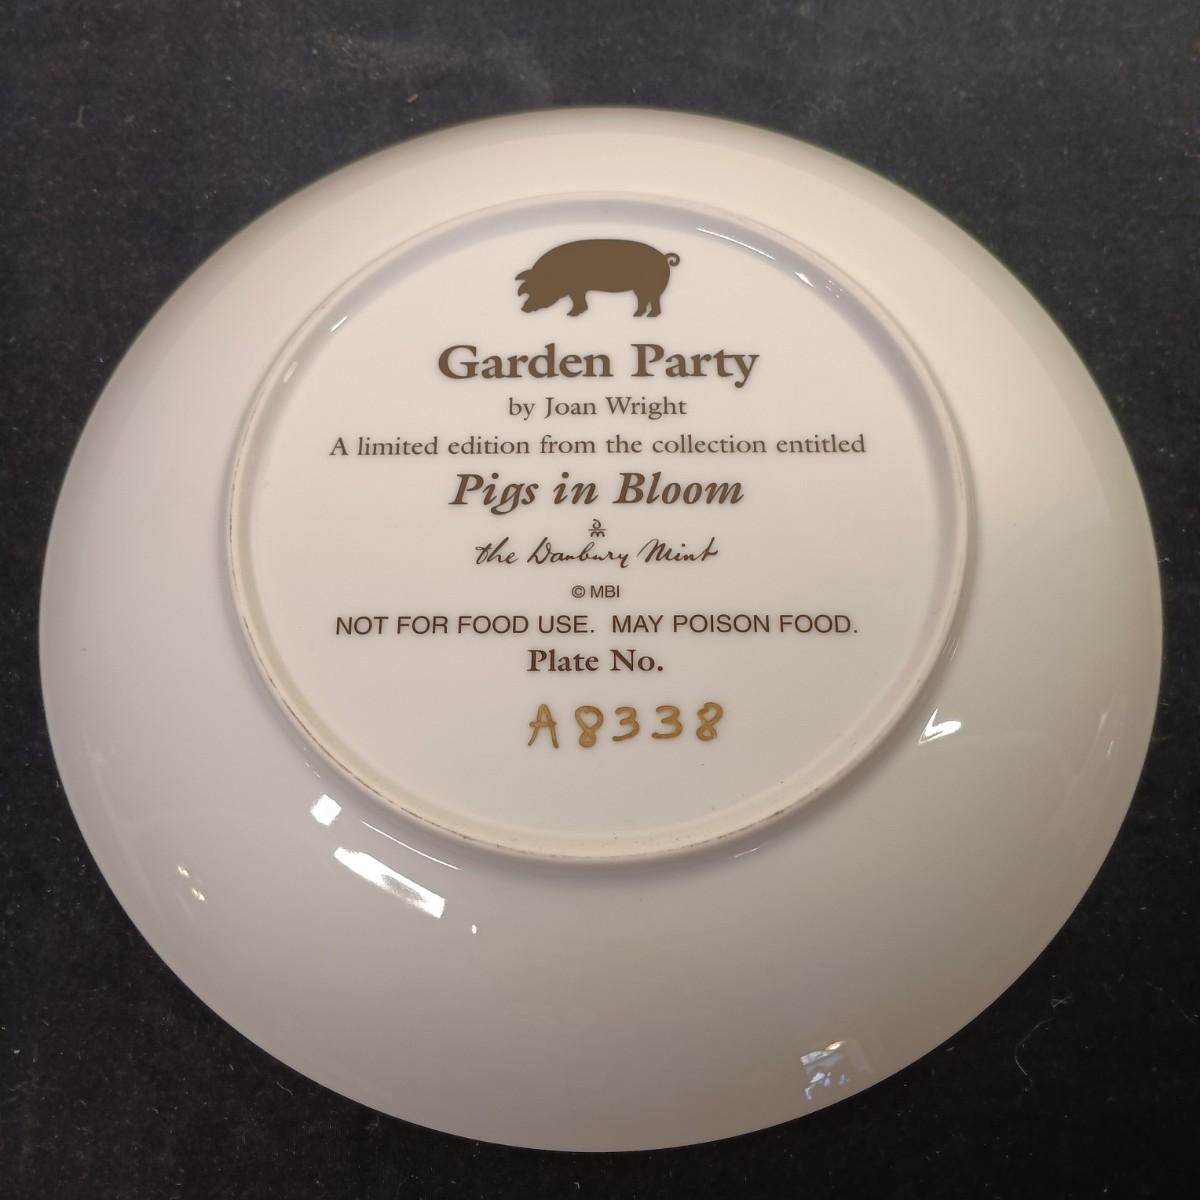 Garden Party
by Joan Wright
A limited edition from the collection entitled
Pigs in Bloom
DM
the Danbury Mint
© MBI
NOT FOR FOOD USE. MAY POISON FOOD.
Plate No.
A8338